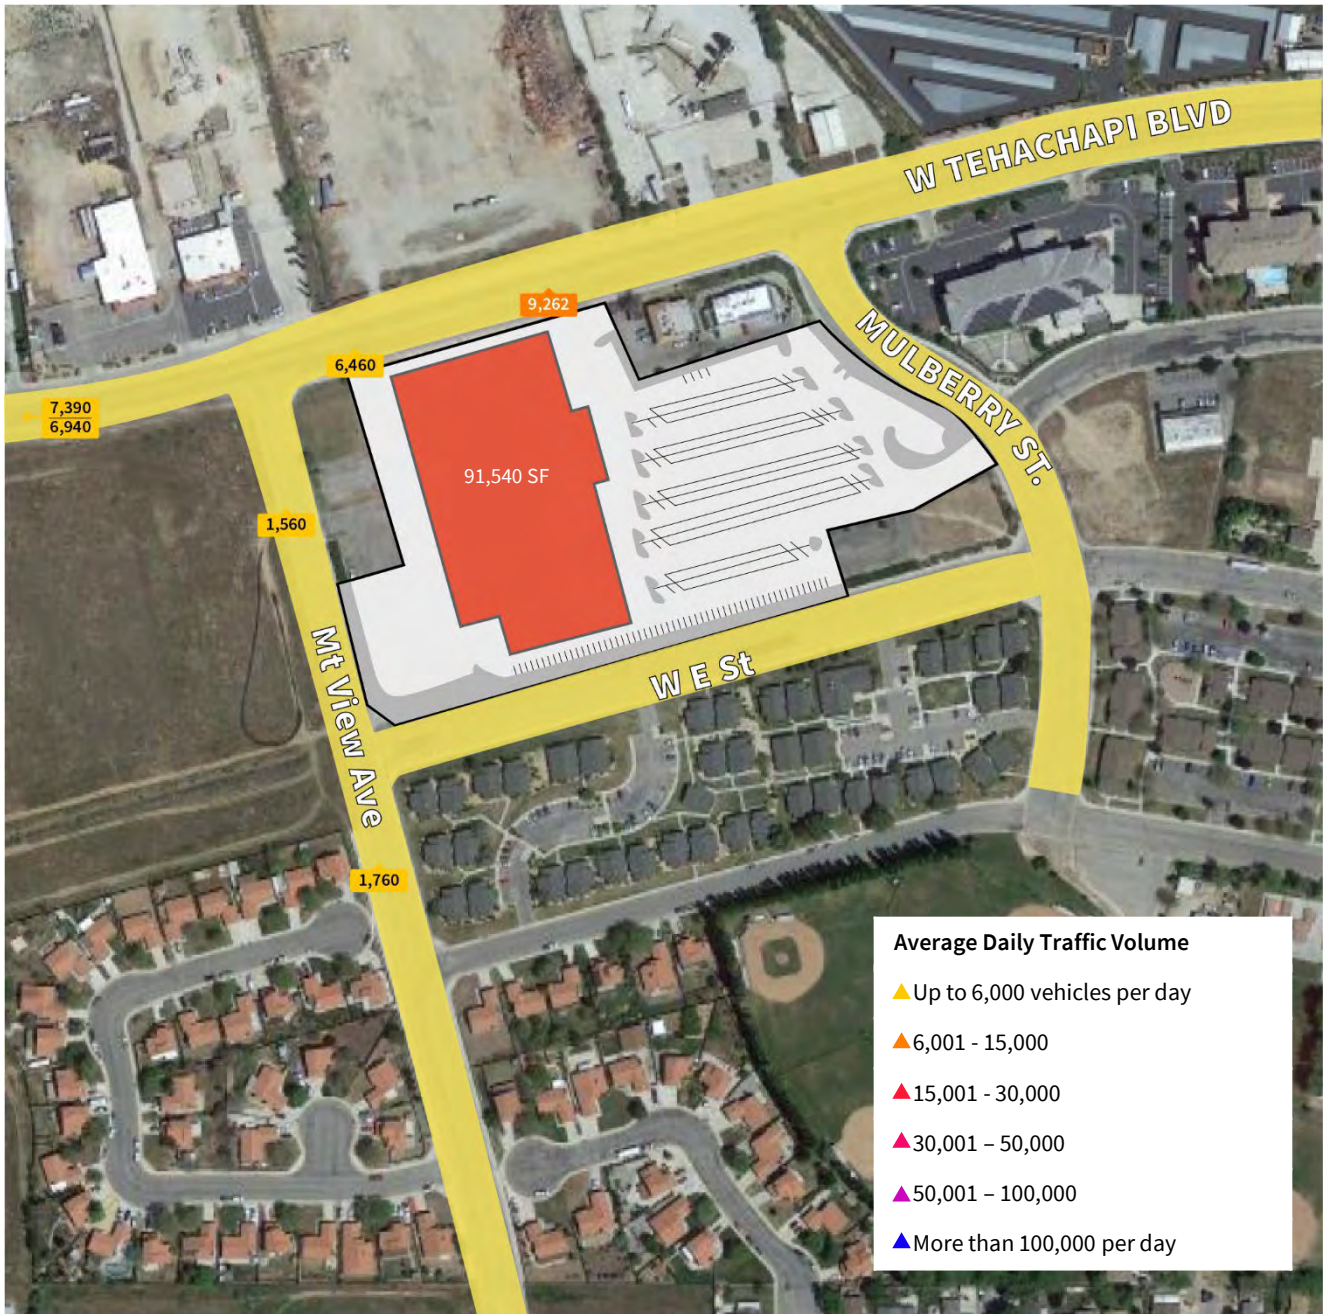 W TEHACHAPI BLVD
9,262
MULBERRY ST.
6,460
7,390
6,940
91,540 SF
1,560
Mt View Ave
W E St
1,760
Average Daily Traffic Volume
Up to 6,000 vehicles per day
6,001 - 15,000
15,001 - 30,000
30,001 – 50,000
50,001 – 100,000
More than 100,000 per day